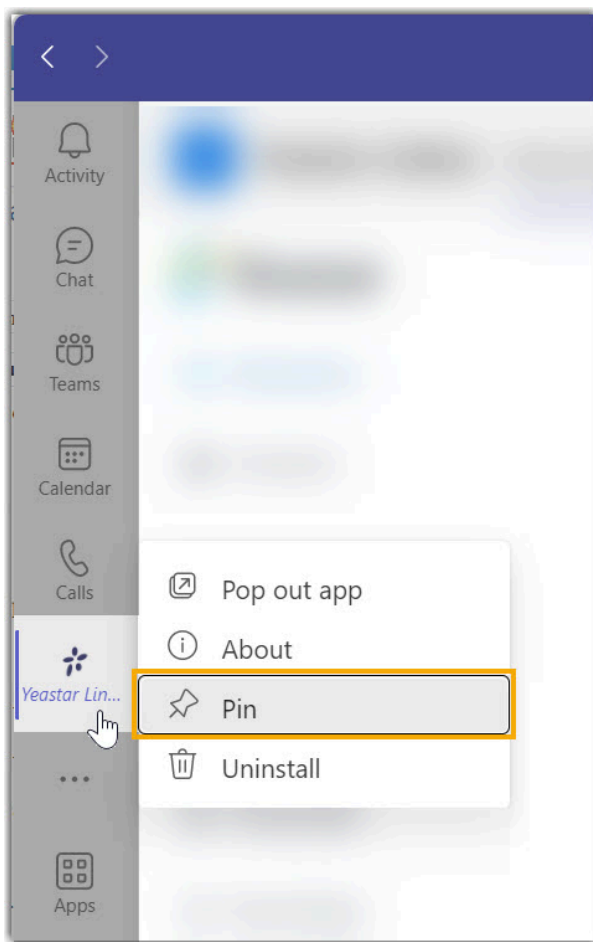 Activity
Chat
Teams
Calendar
Calls
Yeastar Lin...
Pop out app
About
Pin
Uninstall
Apps